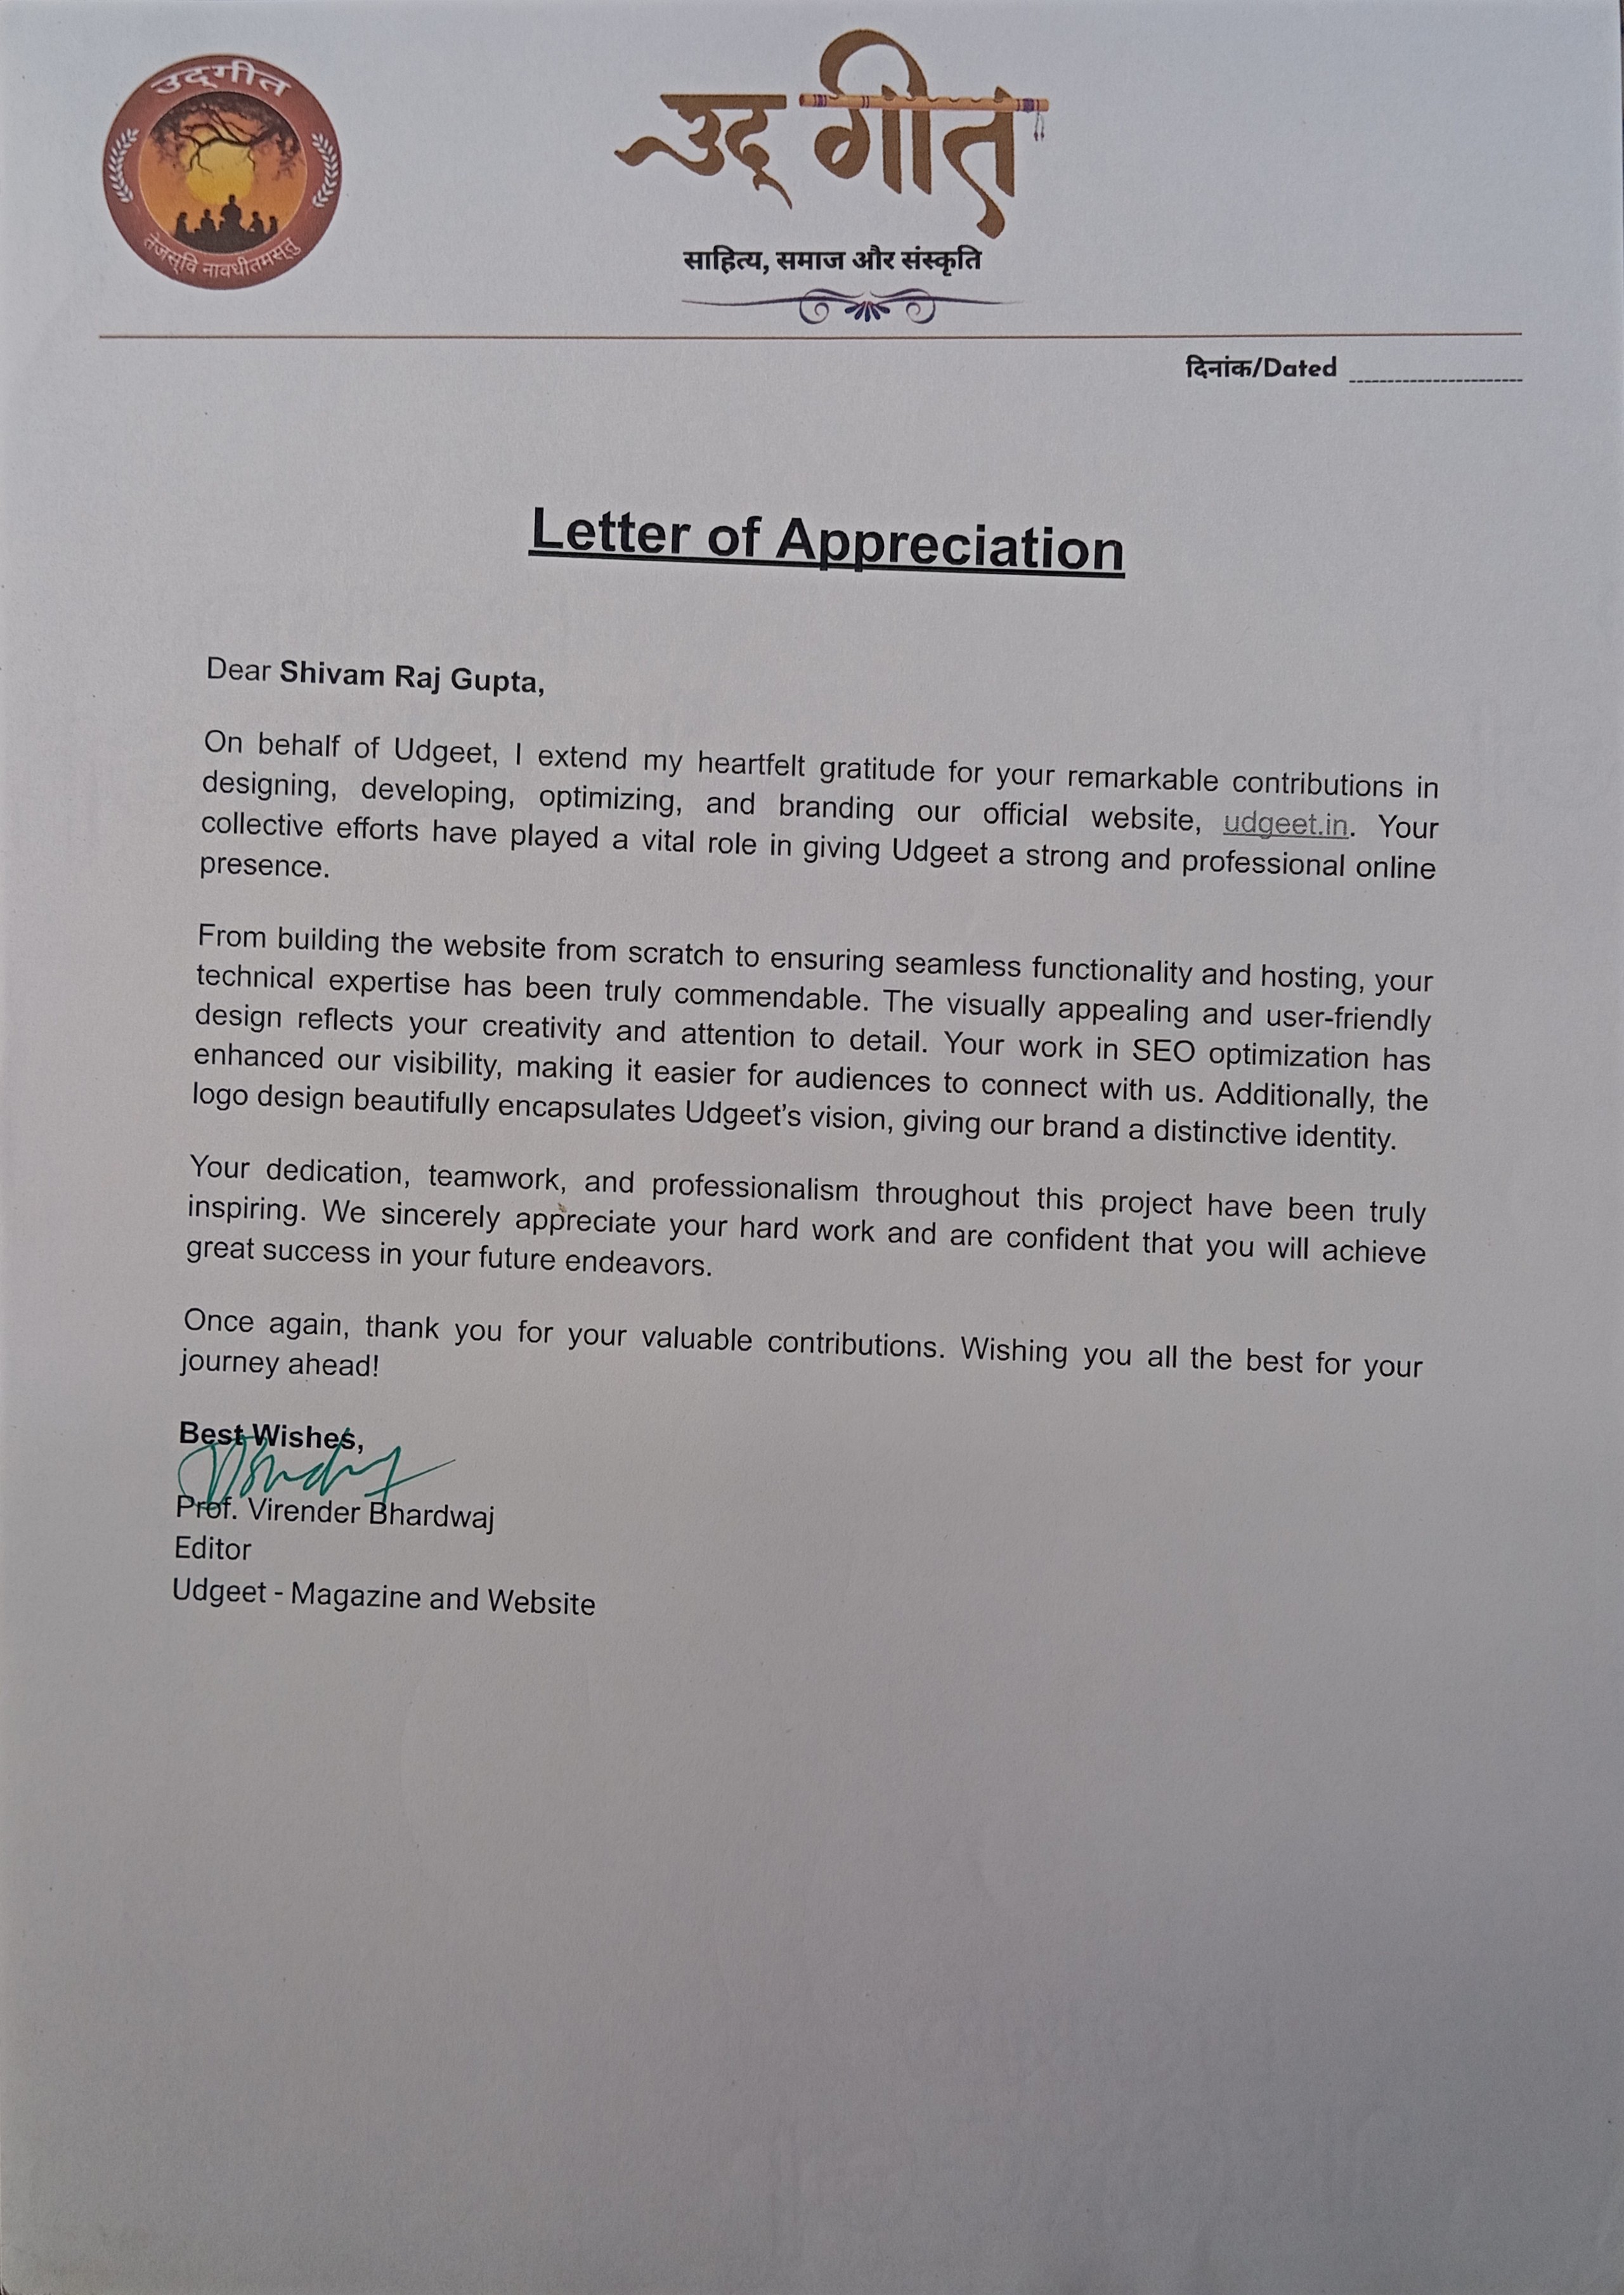 उद्गीत
तेजस्वि नावधीतमस्तु
उद् गीत
साहित्य, समाज और संस्कृति
दिनांक/Dated
Letter of Appreciation
Dear Shivam Raj Gupta,
On behalf of Udgeet, I extend my heartfelt gratitude for your remarkable contributions in
designing, developing, optimizing, and branding our official website, udgeet.in. Your
collective efforts have played a vital role in giving Udgeet a strong and professional online
presence.
From building the website from scratch to ensuring seamless functionality and hosting, your
technical expertise has been truly commendable. The visually appealing and user-friendly
design reflects your creativity and attention to detail. Your work in SEO optimization has
enhanced our visibility, making it easier for audiences to connect with us. Additionally, the
logo design beautifully encapsulates Udgeet's vision, giving our brand a distinctive identity.
Your dedication, teamwork, and professionalism throughout this project have been truly
inspiring. We sincerely appreciate your hard work and are confident that you will achieve
great success in your future endeavors.
Once again, thank you for your valuable contributions. Wishing you all the best for your
journey ahead!
Best Wishes,
Prof. Virender Bhardwaj
Editor
Udgeet - Magazine and Website